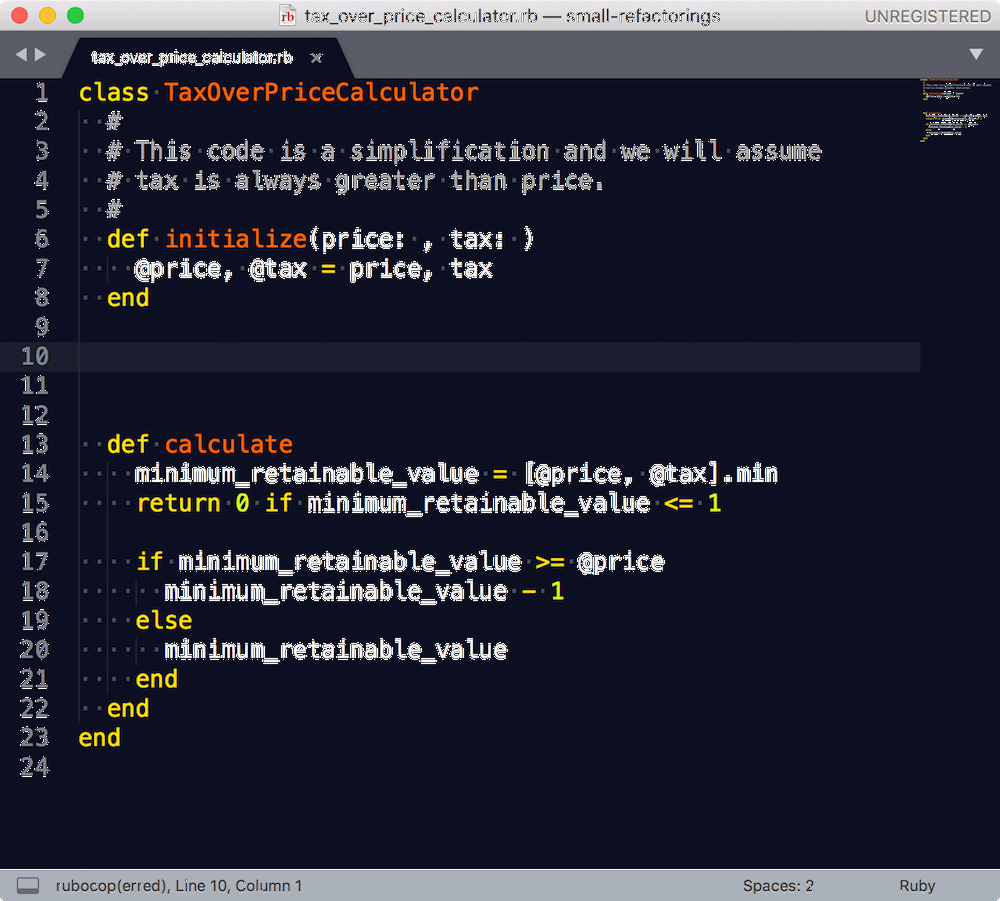 rb tax_over_price_calculator.rb — small-refactorings UNREGISTERED
tax_over_price_calculator.rb ×
1 class TaxOverPriceCalculator
2   #
3   # This code is a simplification and we will assume
4   # tax is always greater than price.
5   #
6   def initialize(price: , tax: )
7     @price, @tax = price, tax
8   end
9
10
11
12
13   def calculate
14     minimum_retainable_value = [@price, @tax].min
15     return 0 if minimum_retainable_value <= 1
16
17     if minimum_retainable_value >= @price
18       minimum_retainable_value - 1
19     else
20       minimum_retainable_value
21     end
22   end
23 end
24
rubocop(erred), Line 10, Column 1 Spaces: 2 Ruby